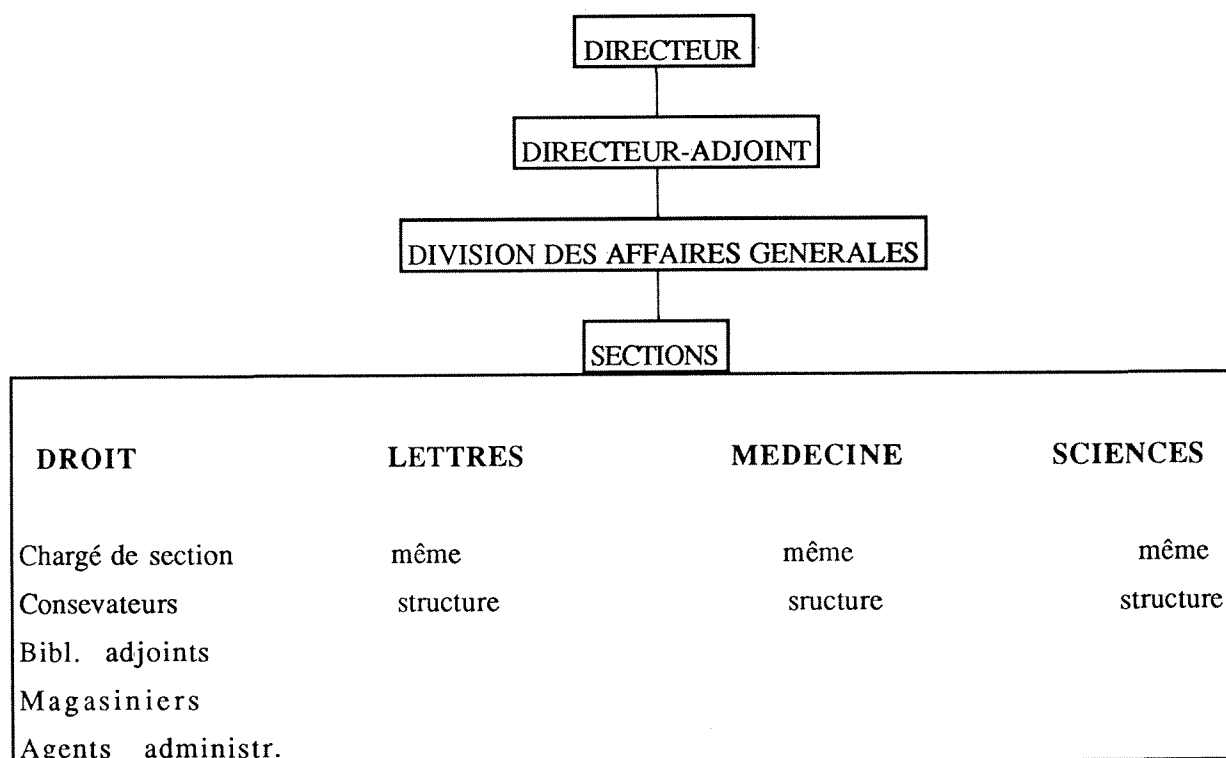 DIRECTEUR
DIRECTEUR-ADJOINT
DIVISION DES AFFAIRES GENERALES
SECTIONS
DROIT LETTRES MEDECINE SCIENCES
Chargé de section même même même
Consevateurs structure sructure structure
Bibl. adjoints
Magasiniers
Agents administr.